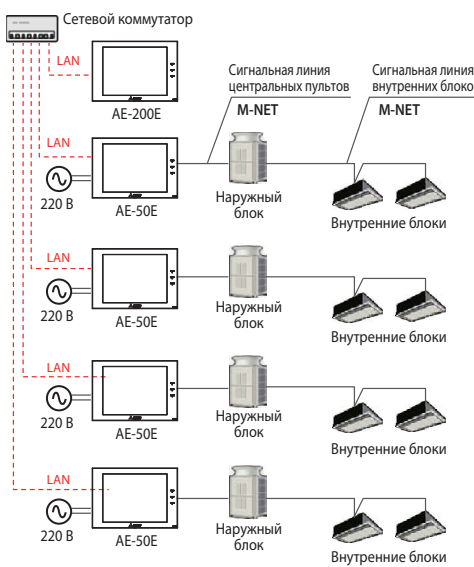 Сетевой коммутатор
LAN
AE-200E
Сигнальная линия
центральных пультов
M-NET
Сигнальная линия
внутренних блоко
M-NET
LAN
220 В
AE-50E
Наружный
блок
Внутренние блоки
LAN
220 В
AE-50E
Наружный
блок
Внутренние блоки
LAN
220 В
AE-50E
Наружный
блок
Внутренние блоки
LAN
220 В
AE-50E
Наружный
блок
Внутренние блоки